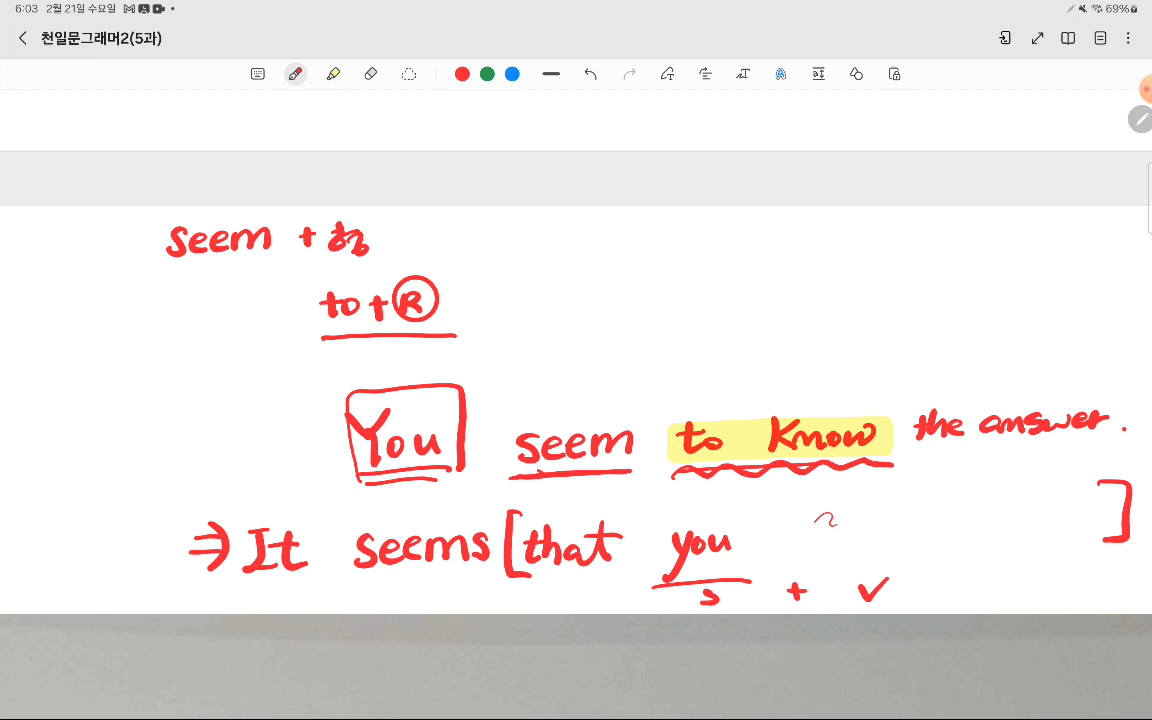 6:03 2월 21일 수요일 69%
천일문그래머2(5과)
seem + 형
to + R
You seem to know the answer.
⇒ It seems [that you ]
s + v